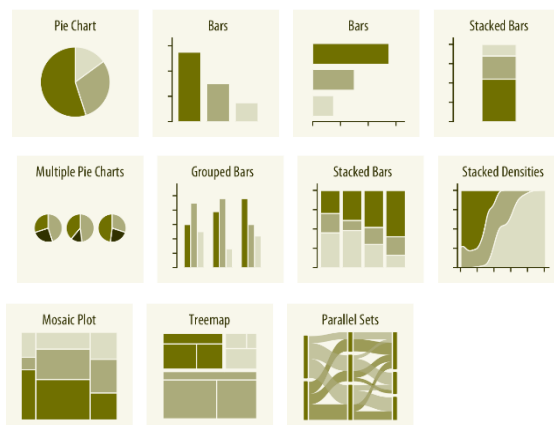 Pie Chart
Bars
Bars
Stacked Bars
Multiple Pie Charts
Grouped Bars
Stacked Bars
Stacked Densities
Mosaic Plot
Treemap
Parallel Sets